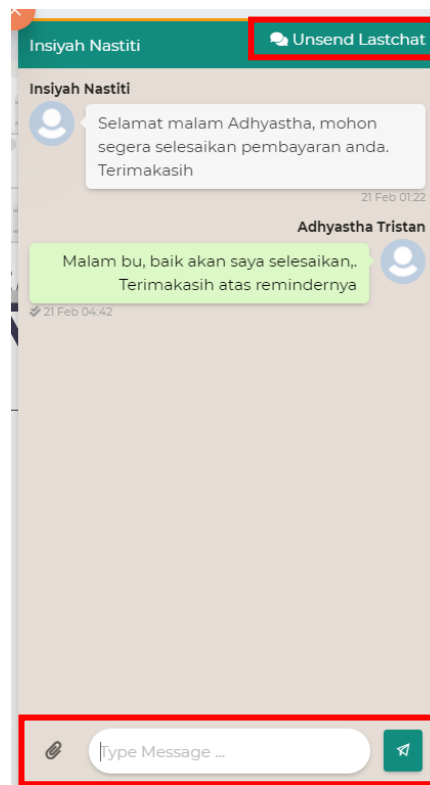 Insiyah Nastiti
Unsend Lastchat
Insiyah Nastiti
Selamat malam Adhyastha, mohon
segera selesaikan pembayaran anda.
Terimakasih
21 Feb 01:22
Adhyastha Tristan
Malam bu, baik akan saya selesaikan,.
Terimakasih atas remindernya
21 Feb 04:42
Type Message ...